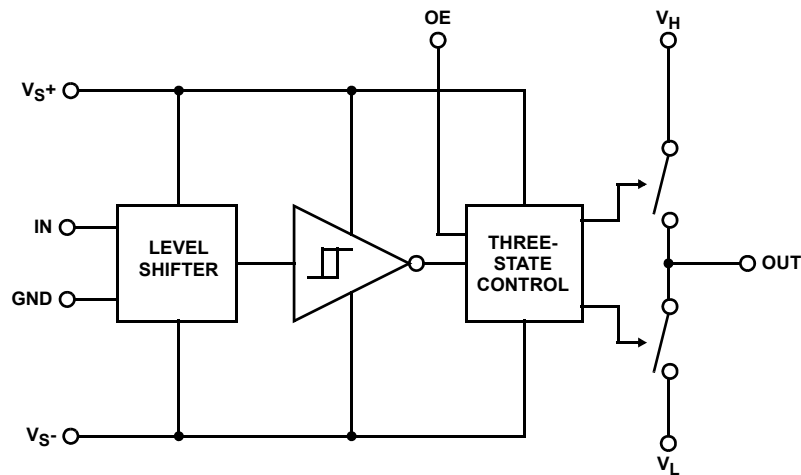 OE
VH
VS+
IN
LEVEL
SHIFTER
THREE-
STATE
CONTROL
OUT
GND
VS-
VL